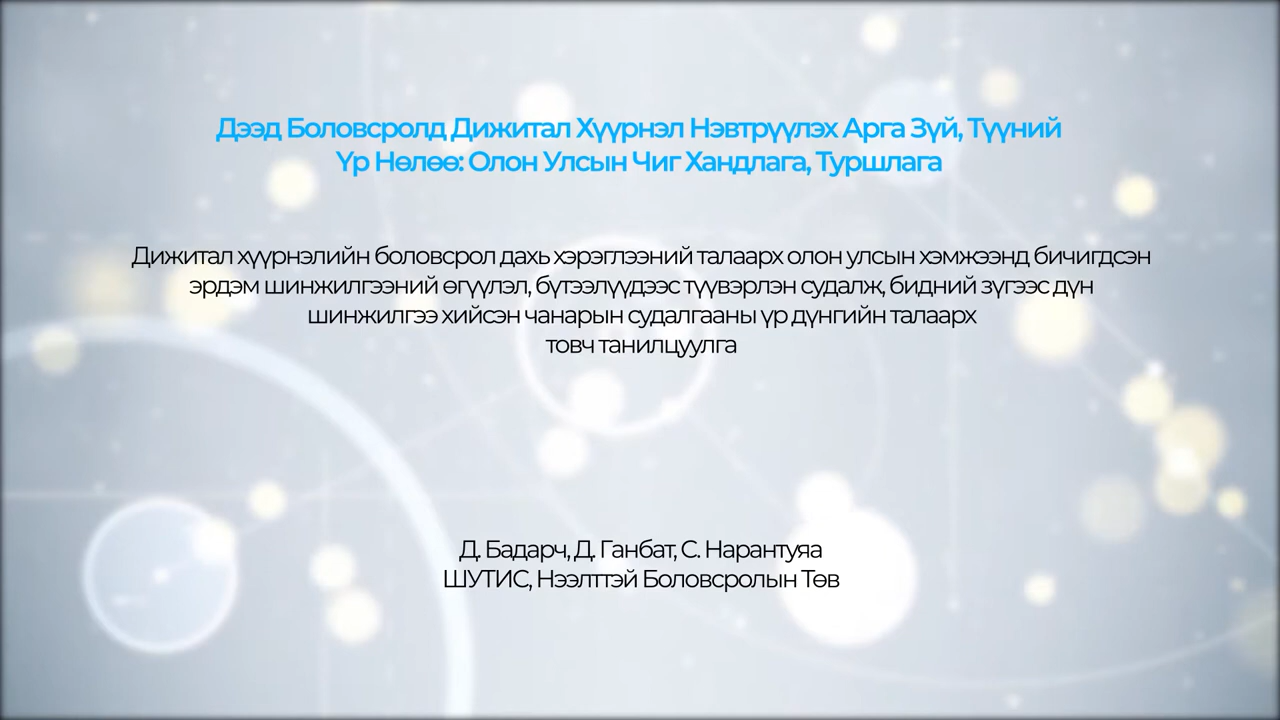 Дээд Боловсролд Дижитал Хүүрнэл Нэвтрүүлэх Арга Зүй, Түүний
Үр Нөлөө: Олон Улсын Чиг Хандлага, Туршлага
Дижитал хүүрнэлийн боловсрол дахь хэрэглээний талаарх олон улсын хэмжээнд бичигдсэн
эрдэм шинжилгээний өгүүлэл, бүтээлүүдээс түүвэрлэн судалж, бидний зүгээс дүн
шинжилгээ хийсэн чанарын судалгааны үр дүнгийн талаарх
товч танилцуулга
Д. Бадарч, Д. Ганбат, С. Нарантуяа
ШУТИС, Нээлттэй Боловсролын Төв